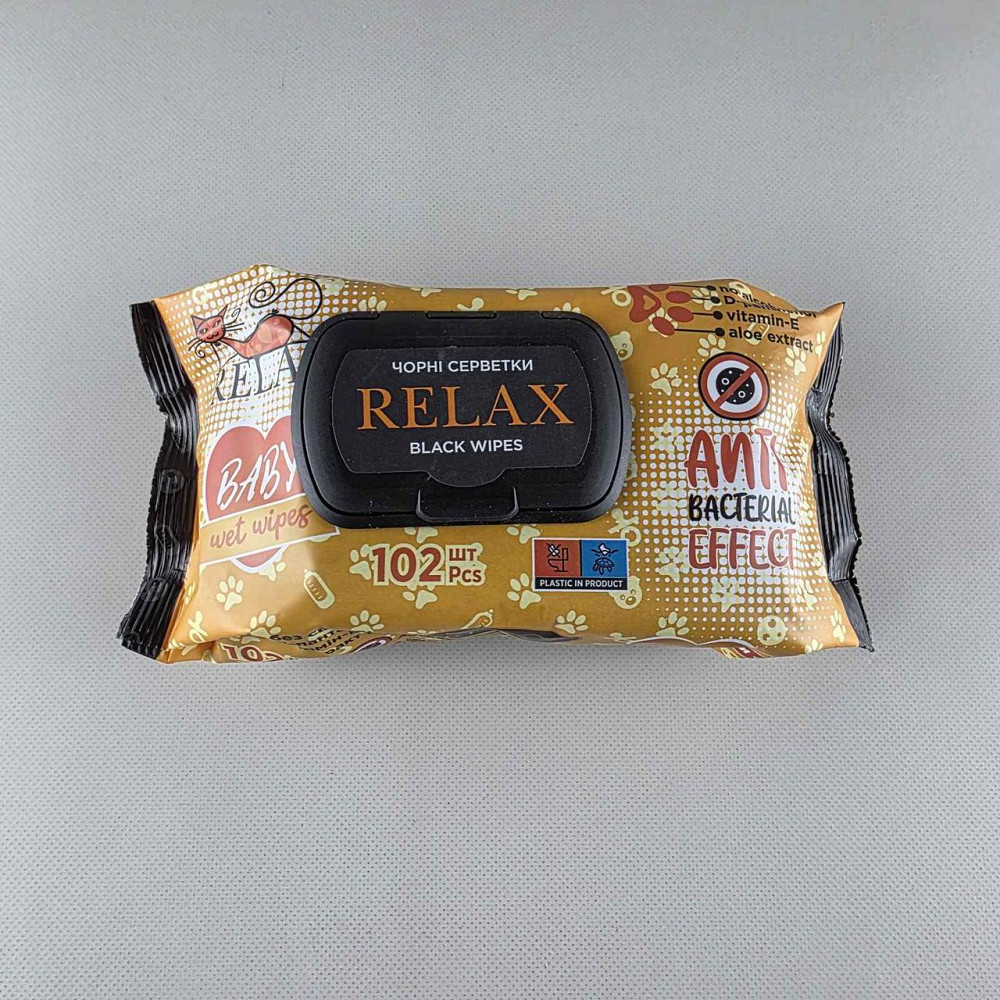 ЧОРНІ СЕРВЕТКИ
RELAX
BLACK WIPES
BABY
wet wipes
102 шт
Pcs
PLASTIC IN PRODUCT
no
vitamin-E
aloe extract
ANTI
BACTERIAL
EFFECT